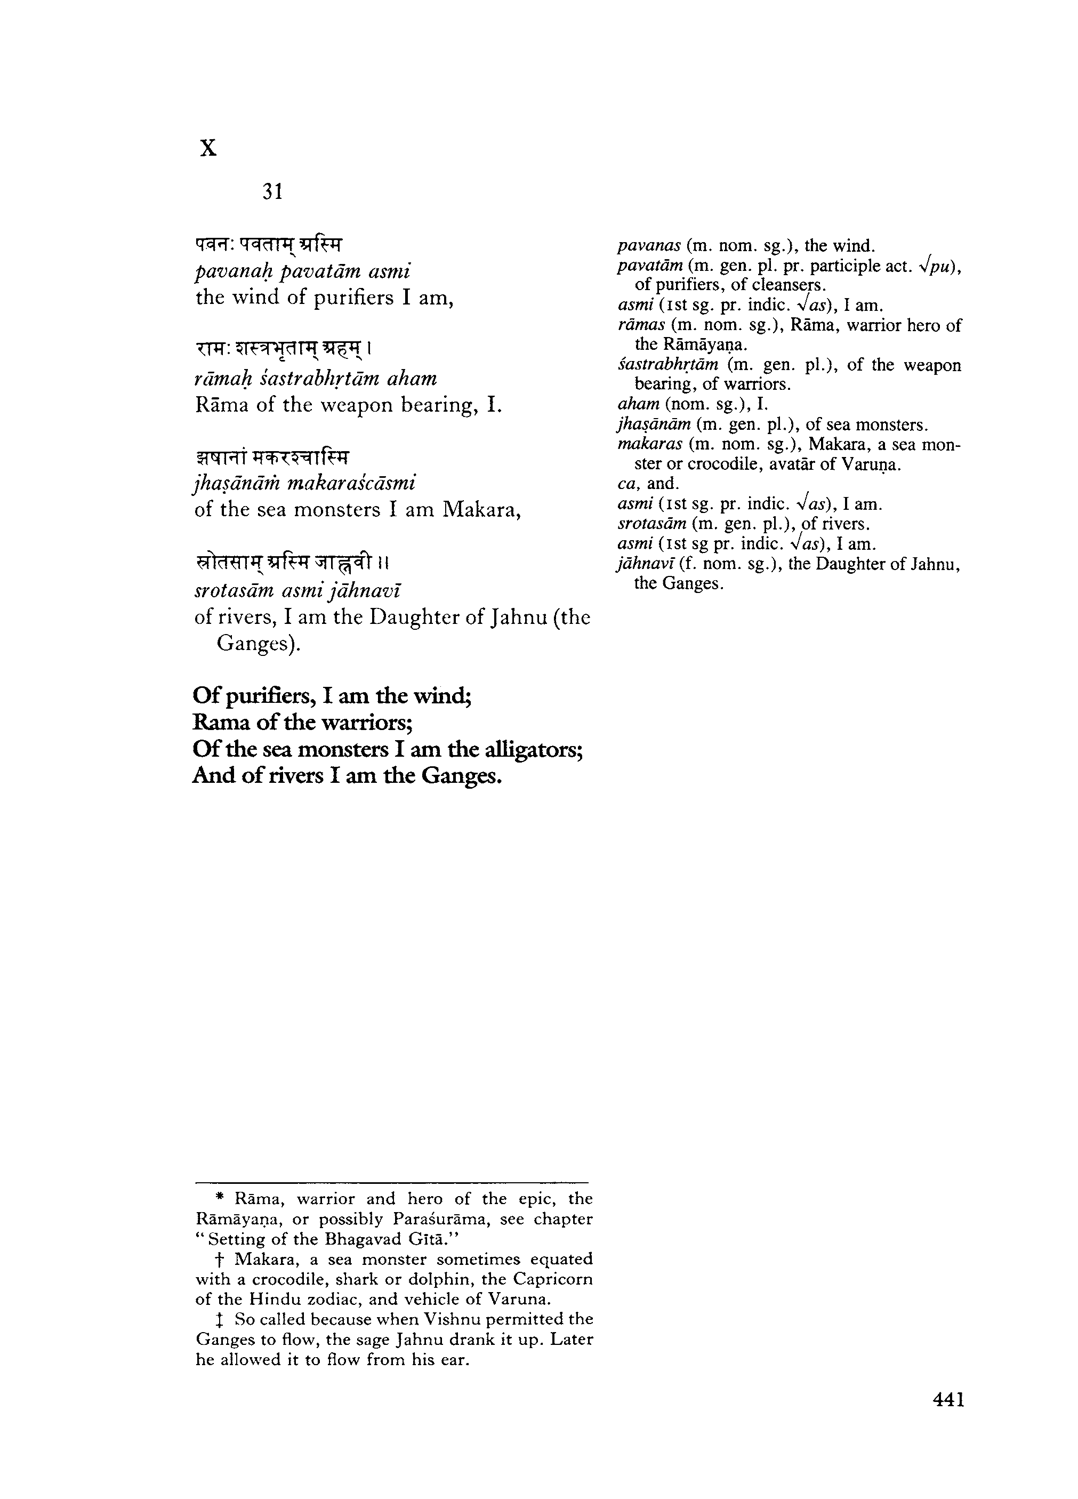 X
31
पवनः पवताम् अस्मि
pavanaḥ pavatām asmi
the wind of purifiers I am,
रामः शस्त्रभृताम् अहम् ।
rāmaḥ śastrabhṛtām aham
Rāma of the weapon bearing, I.
झषानां मकरश्चास्मि
jhaṣānāṁ makaraścāsmi
of the sea monsters I am Makara,
स्रोतसाम् अस्मि जाह्नवी ॥
srotasām asmi jāhnavī
of rivers, I am the Daughter of Jahnu (the
Ganges).
Of purifiers, I am the wind;
Rama of the warriors;
Of the sea monsters I am the alligators;
And of rivers I am the Ganges.
pavanas (m. nom. sg.), the wind.
pavatām (m. gen. pl. pr. participle act. √pu),
of purifiers, of cleansers.
asmi (1st sg. pr. indic. √as), I am.
rāmas (m. nom. sg.), Rāma, warrior hero of
the Rāmāyaṇa.
śastrabhṛtām (m. gen. pl.), of the weapon
bearing, of warriors.
aham (nom. sg.), I.
jhaṣānām (m. gen. pl.), of sea monsters.
makaras (m. nom. sg.), Makara, a sea mon-
ster or crocodile, avatār of Varuṇa.
ca, and.
asmi (1st sg. pr. indic. √as), I am.
srotasām (m. gen. pl.), of rivers.
asmi (1st sg pr. indic. √as), I am.
jāhnavī (f. nom. sg.), the Daughter of Jahnu,
the Ganges.
* Rāma, warrior and hero of the epic, the
Rāmāyaṇa, or possibly Paraśurāma, see chapter
“Setting of the Bhagavad Gītā.”
† Makara, a sea monster sometimes equated
with a crocodile, shark or dolphin, the Capricorn
of the Hindu zodiac, and vehicle of Varuna.
‡ So called because when Vishnu permitted the
Ganges to flow, the sage Jahnu drank it up. Later
he allowed it to flow from his ear.
441